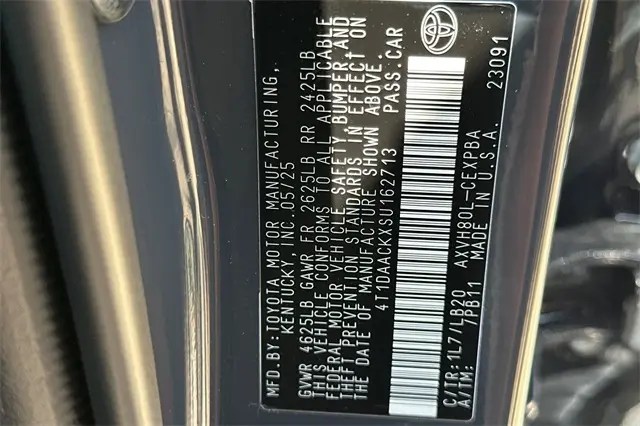 MFD.BY:TOYOTA MOTOR MANUFACTURING,
KENTUCKY, INC. 05/25
GVWR 4625LB GAWR FR 2625LB RR 2425LB
THIS VEHICLE CONFORMS TO ALL APPLICABLE
FEDERAL MOTOR VEHICLE SAFETY BUMPER,AND
THEFT PREVENTION STANDARDS IN EFFECT ON
THE DATE OF MANUFACTURE SHOWN ABOVE.
4T1DAACKXSU162713 PASS.CAR
C/TR:1L7/LB20 AXVH80L-CEXPBA
A/TM: 7PB11 MADE IN U.S.A. 23091